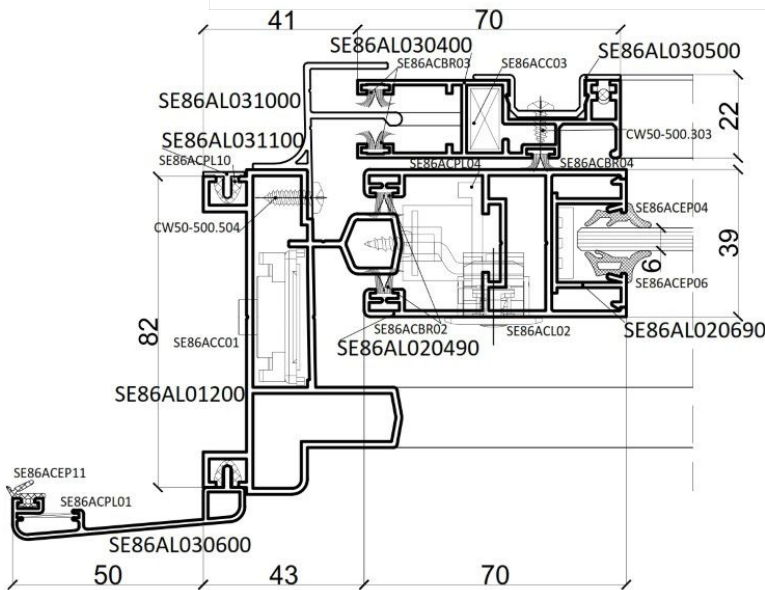 41
70
SE86AL030400
SE86ACBR03
SE86ACC03
SE86AL030500
SE86AL031000
22
CW50-500.303
SE86AL031100
SE86ACPL10
SE86ACPL04
SE86ACBR04
SE86ACEP04
CW50-500.504
39
6
SE86ACEP06
SE86ACC01
SE86ACBR02
SE86ACL02
SE86AL020690
SE86AL020490
82
SE86AL01200
SE86ACEP11
SE86ACPL01
SE86AL030600
50
43
70